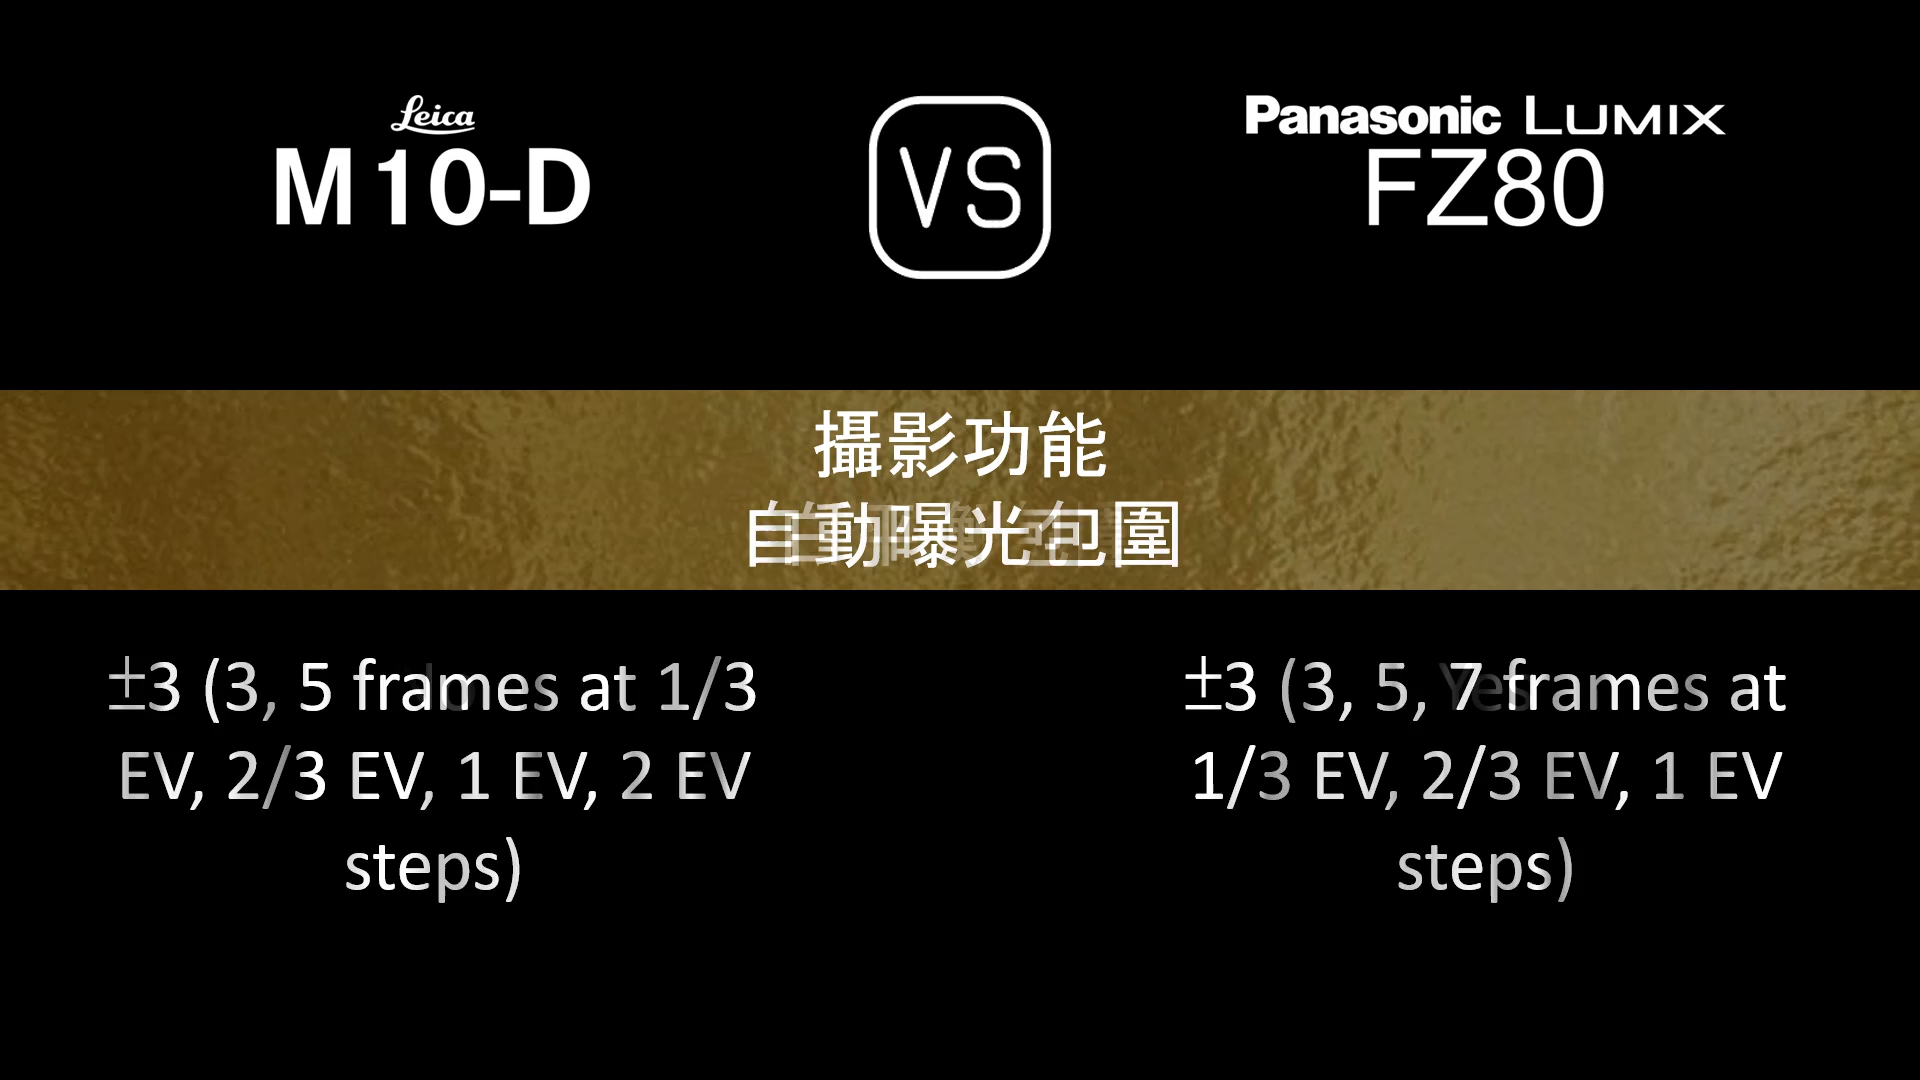 Leica
M10-D
VS
Panasonic LUMIX
FZ80
攝影功能
自動曝光包圍
±3 (3, 5 frames at 1/3
EV, 2/3 EV, 1 EV, 2 EV
steps)
±3 (3, 5, 7 frames at
1/3 EV, 2/3 EV, 1 EV
steps)